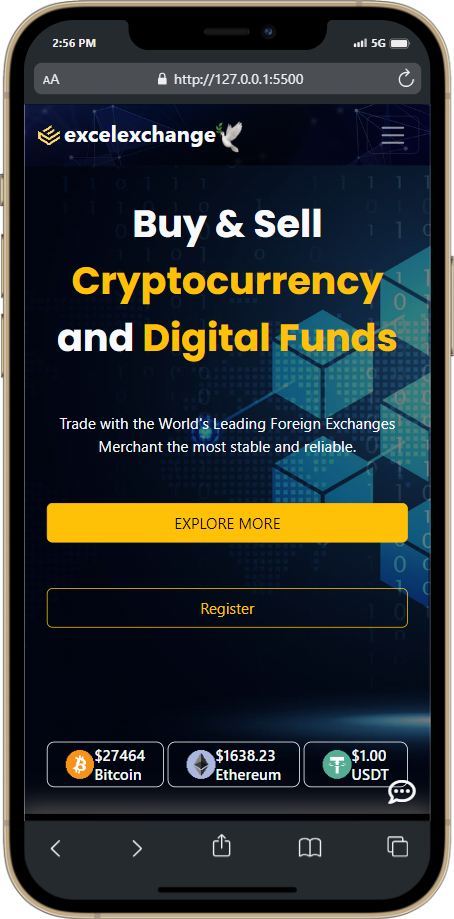 2:56 PM
5G
AA
http://127.0.0.1:5500
excelexchange
Buy & Sell
Cryptocurrency
and Digital Funds
Trade with the World's Leading Foreign Exchanges
Merchant the most stable and reliable.
EXPLORE MORE
Register
$27464
Bitcoin
$1638.23
Ethereum
$1.00
USDT